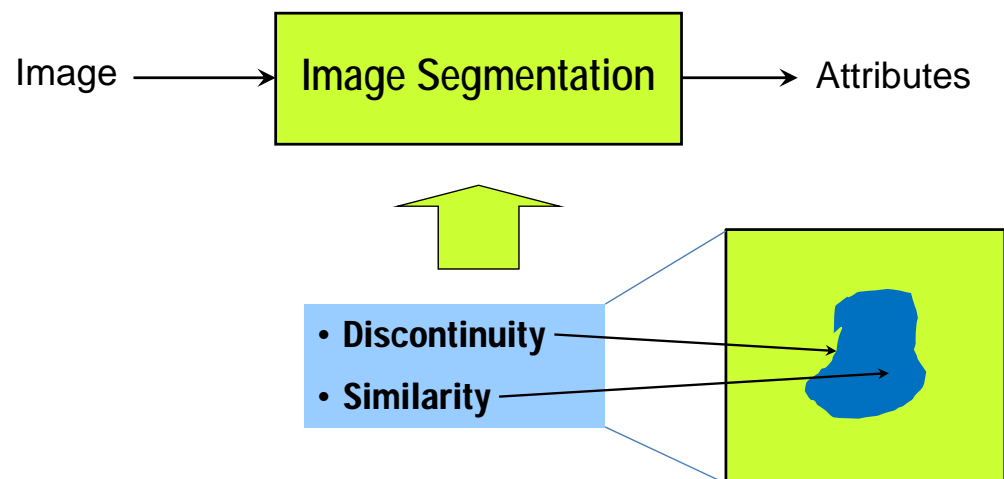 Image
Image Segmentation
Attributes
• Discontinuity
• Similarity